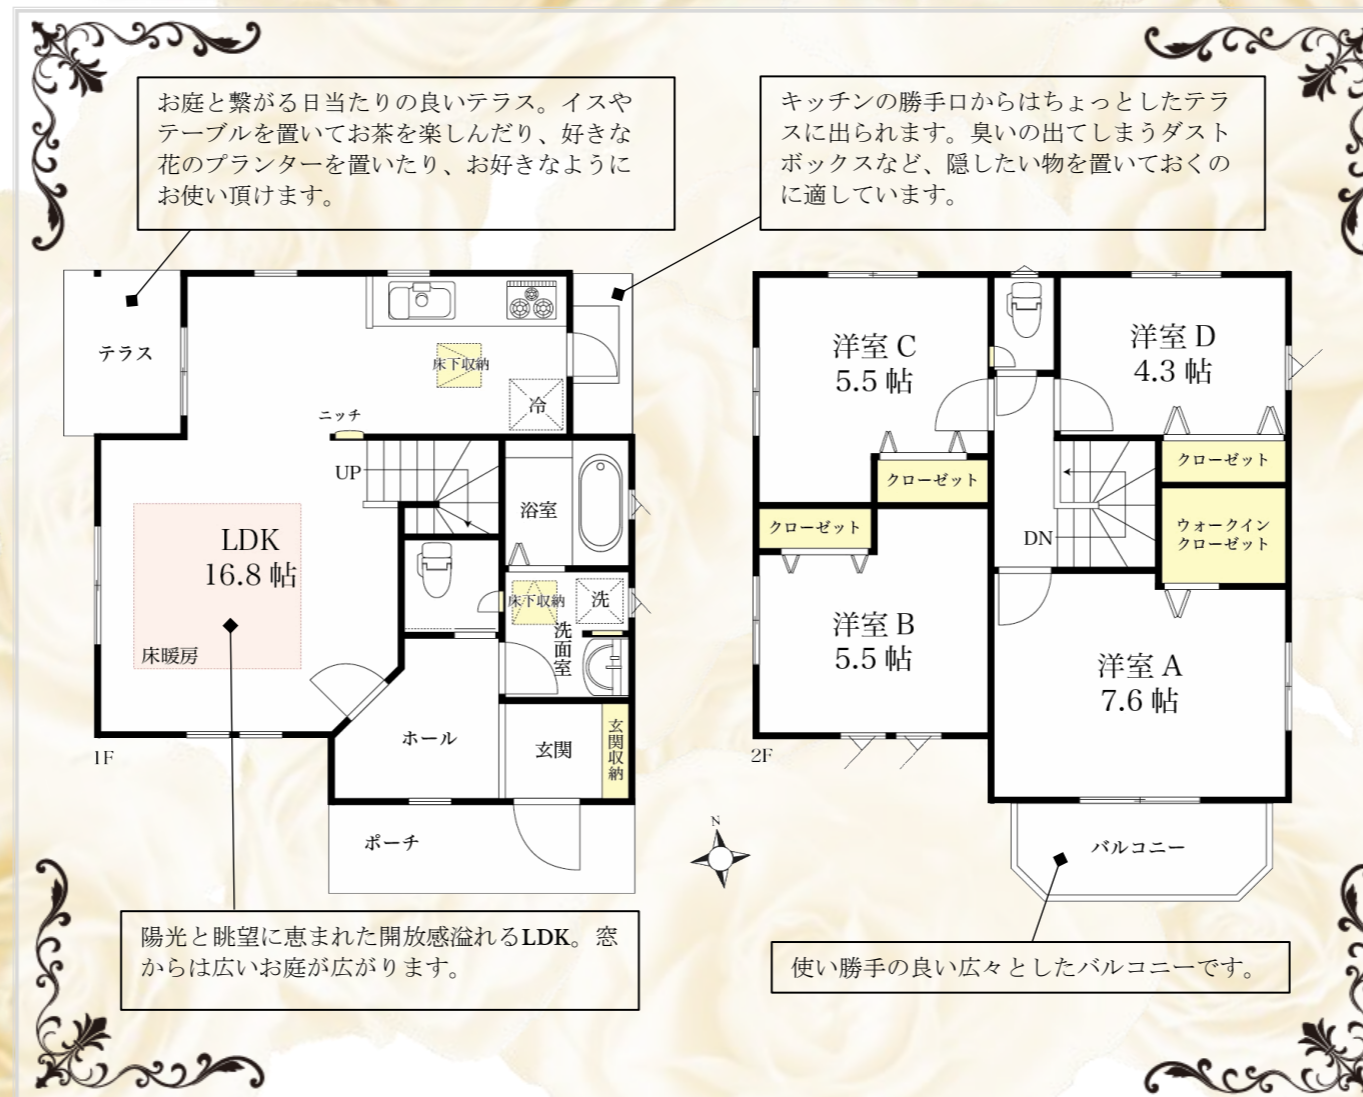 お庭と繋がる日当たりの良いテラス。イスや
テーブルを置いてお茶を楽しんだり、好きな
花のプランターを置いたり、お好きなように
お使い頂けます。
キッチンの勝手口からはちょっとしたテラ
スに出られます。臭いの出てしまうダスト
ボックスなど、隠したい物を置いておくの
に適しています。
テラス
床下収納
冷
ニッチ
UP
浴室
LDK
16.8 帖
床暖房
床下収納
洗
洗面室
ホール
玄関
玄関収納
1F
ポーチ
洋室 C
5.5 帖
洋室 D
4.3 帖
クローゼット
クローゼット
クローゼット
ウォークイン
クローゼット
DN
洋室 B
5.5 帖
洋室 A
7.6 帖
2F
N
バルコニー
陽光と眺望に恵まれた開放感溢れるLDK。窓
からは広いお庭が広がります。
使い勝手の良い広々としたバルコニーです。